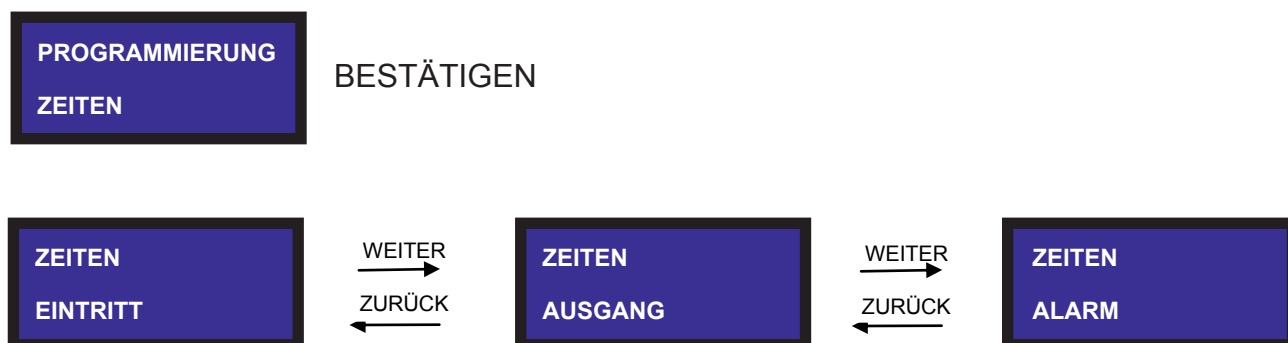 PROGRAMMIERUNG
ZEITEN
BESTÄTIGEN
ZEITEN
EINTRITT
WEITER
ZURÜCK
ZEITEN
AUSGANG
WEITER
ZURÜCK
ZEITEN
ALARM